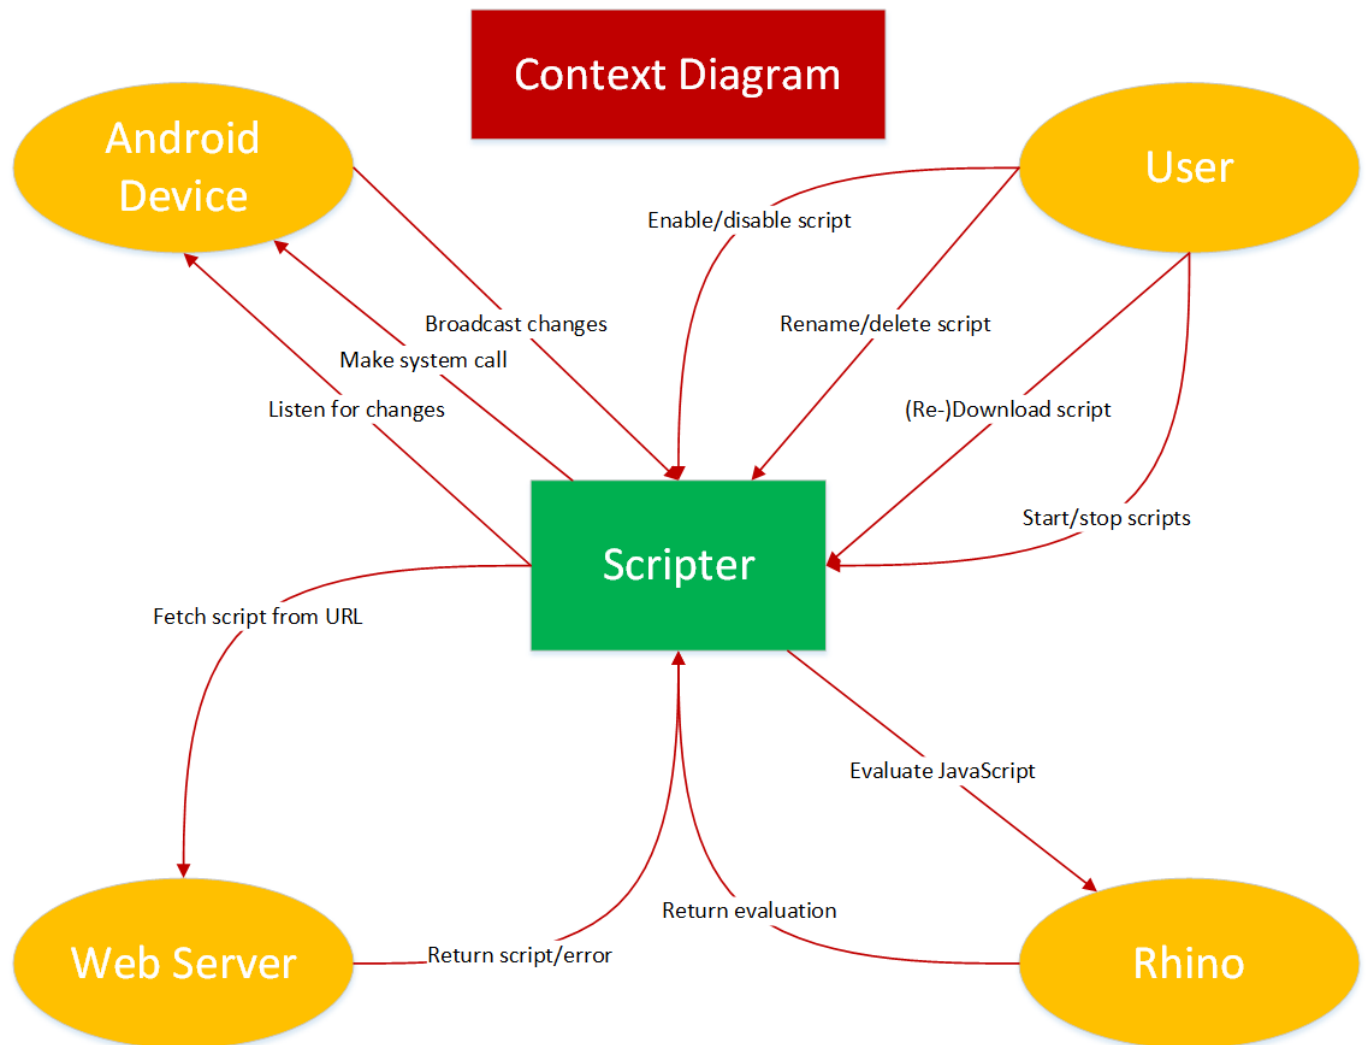 Context Diagram
Android
Device
User
Enable/disable script
Broadcast changes
Rename/delete script
Make system call
Listen for changes
(Re-)Download script
Start/stop scripts
Scripter
Fetch script from URL
Evaluate JavaScript
Return evaluation
Return script/error
Web Server
Rhino